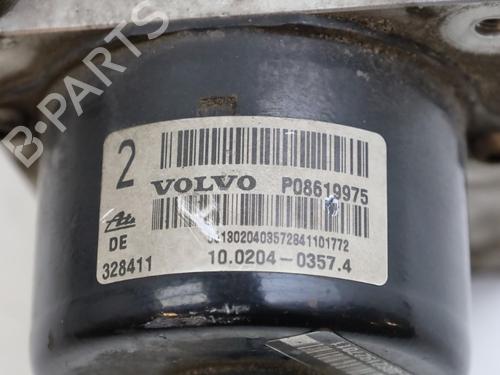 2
VOLVO P08619975
Ate
DE
328411
10.0204-0357.4
B-PARTS